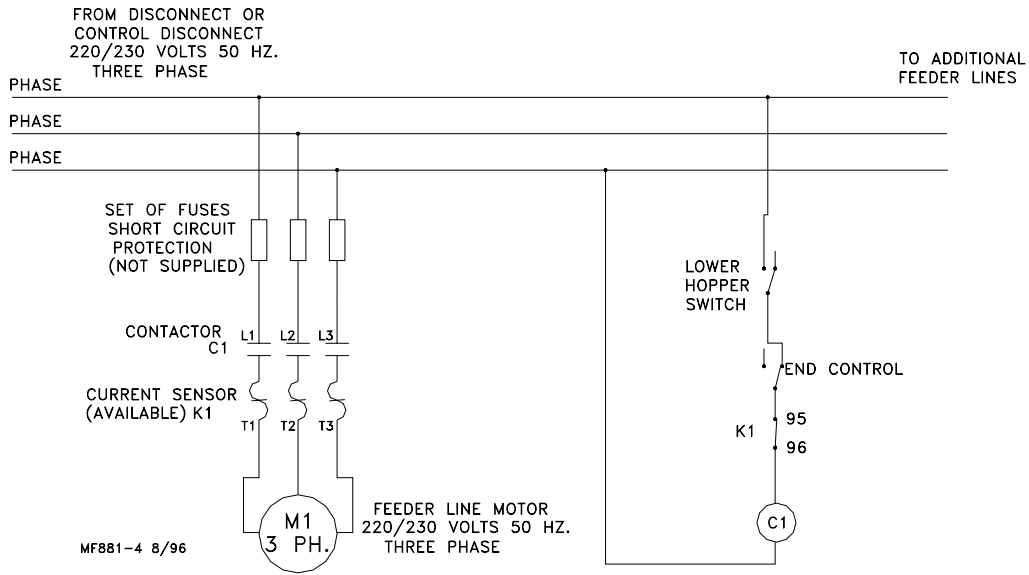 FROM DISCONNECT OR
CONTROL DISCONNECT
220/230 VOLTS 50 HZ.
THREE PHASE
TO ADDITIONAL
FEEDER LINES
PHASE
PHASE
PHASE
SET OF FUSES
SHORT CIRCUIT
PROTECTION
(NOT SUPPLIED)
LOWER
HOPPER
SWITCH
CONTACTOR
C1
L1 L2 L3
END CONTROL
CURRENT SENSOR
(AVAILABLE) K1
T1 T2 T3
K1
95
96
FEEDER LINE MOTOR
220/230 VOLTS 50 HZ.
THREE PHASE
M1
3 PH.
C1
MF881-4 8/96